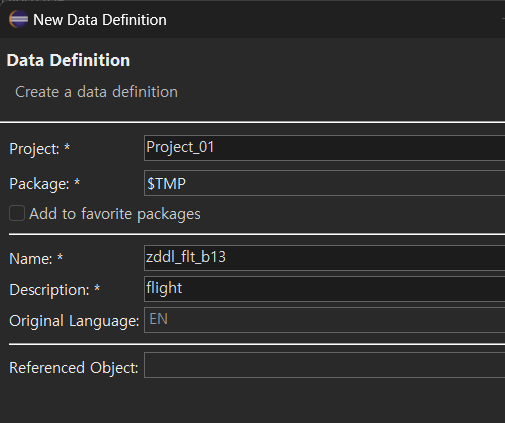 New Data Definition
Data Definition
Create a data definition
Project: * Project_01
Package: * $TMP
Add to favorite packages
Name: * zddl_flt_b13
Description: * flight
Original Language: EN
Referenced Object: